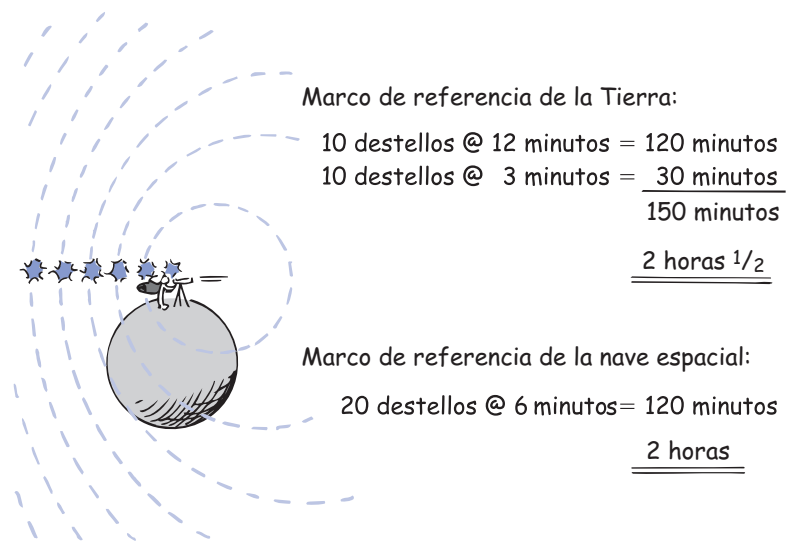 Marco de referencia de la Tierra:
10 destellos @ 12 minutos = 120 minutos
10 destellos @ 3 minutos = 30 minutos
150 minutos
2 horas 1/2
Marco de referencia de la nave espacial:
20 destellos @ 6 minutos= 120 minutos
2 horas